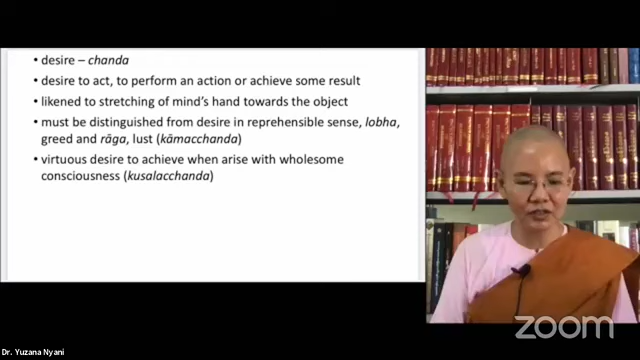 • desire – chanda
• desire to act, to perform an action or achieve some result
• likened to stretching of mind's hand towards the object
• must be distinguished from desire in reprehensible sense, lobha,
greed and rāga, lust (kāmacchanda)
• virtuous desire to achieve when arise with wholesome
consciousness (kusalacchanda)
zoom
Dr. Yuzana Nyani